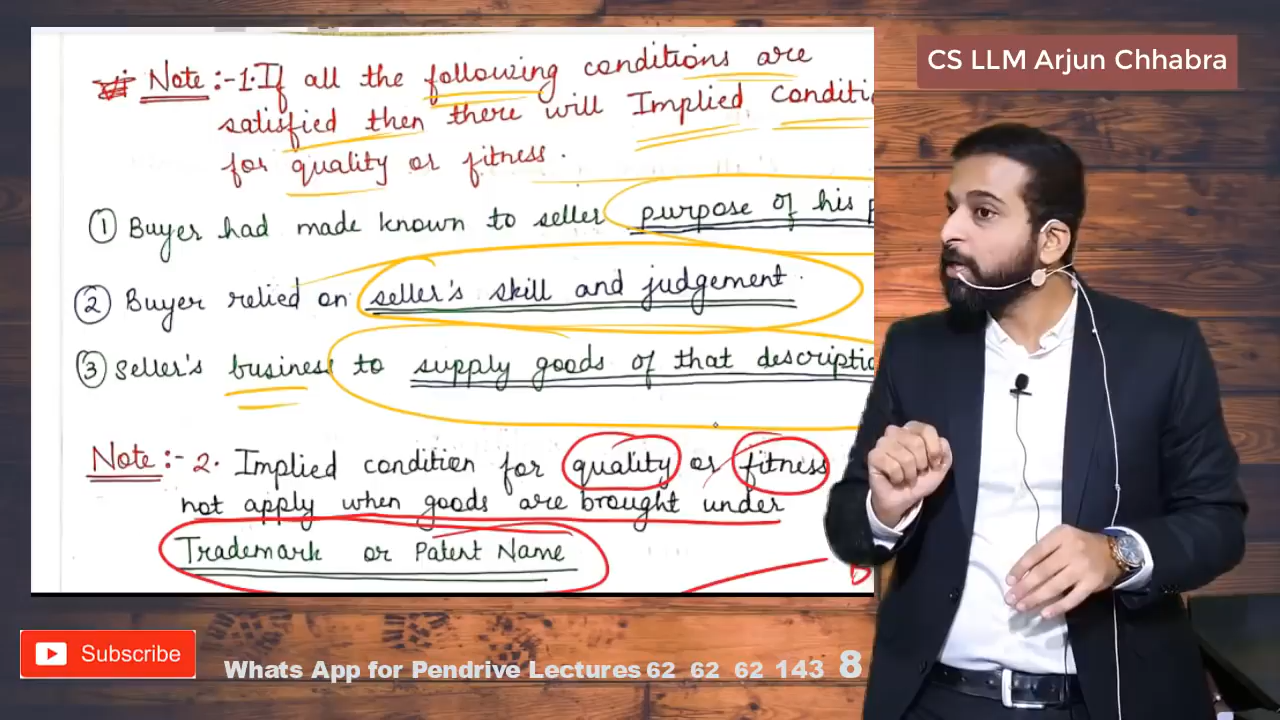 CS LLM Arjun Chhabra
Note :- 1. If all the following conditions are
satisfied then there will Implied conditi
for quality or fitness.
① Buyer had made known to seller purpose of his p
② Buyer relied on seller's skill and judgement.
③ Seller's business to supply goods of that descriptio
Note :- 2. Implied condition for quality or fitness
not apply when goods are brought under
Trademark or Patent Name
Subscribe
Whats App for Pendrive Lectures 62 62 62 143 8